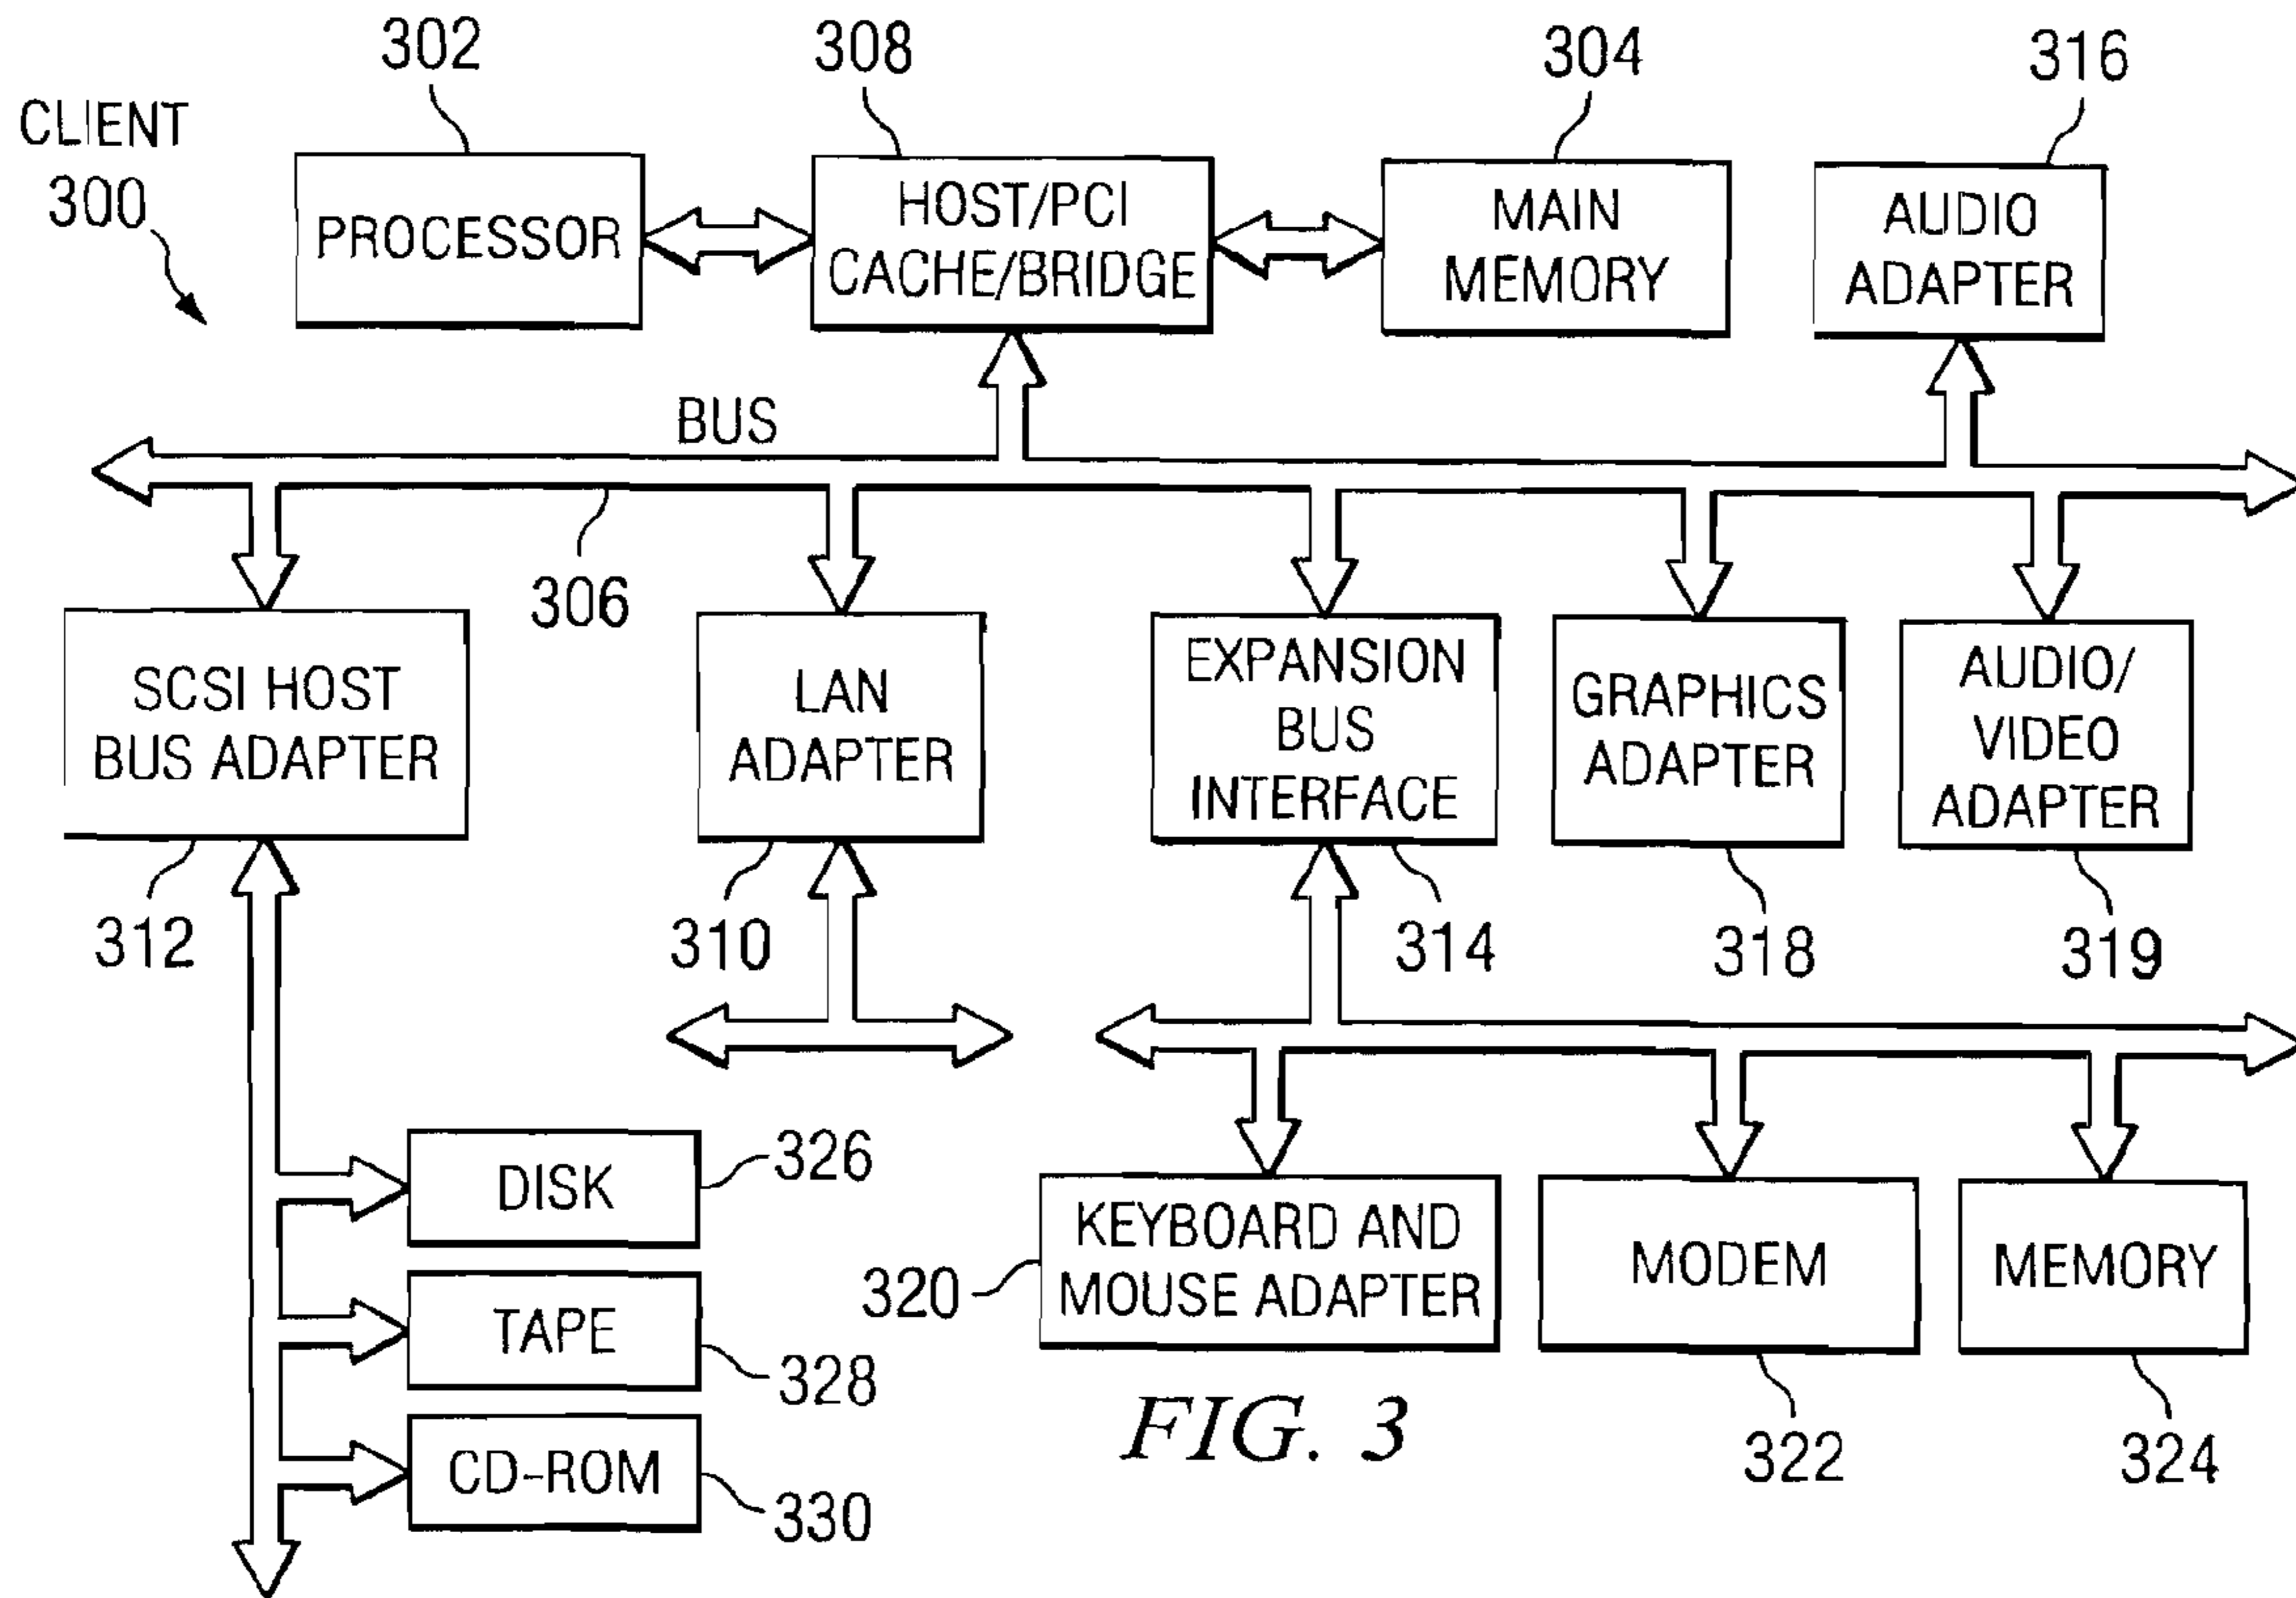 302
308
304
316
CLIENT
300
PROCESSOR
HOST/PCI
CACHE/BRIDGE
MAIN
MEMORY
AUDIO
ADAPTER
BUS
306
SCSI HOST
BUS ADAPTER
LAN
ADAPTER
EXPANSION
BUS
INTERFACE
GRAPHICS
ADAPTER
AUDIO/
VIDEO
ADAPTER
312
310
314
318
319
DISK
326
TAPE
328
CD-ROM
330
320
KEYBOARD AND
MOUSE ADAPTER
MODEM
MEMORY
322
324
FIG. 3